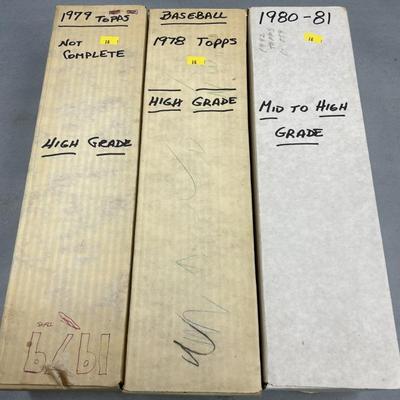 1979 TOPPS
NOT
COMPLETE
HIGH GRADE
1979
BASEBALL
1978 TOPPS
HIGH GRADE
1980-81
MID TO HIGH
GRADE